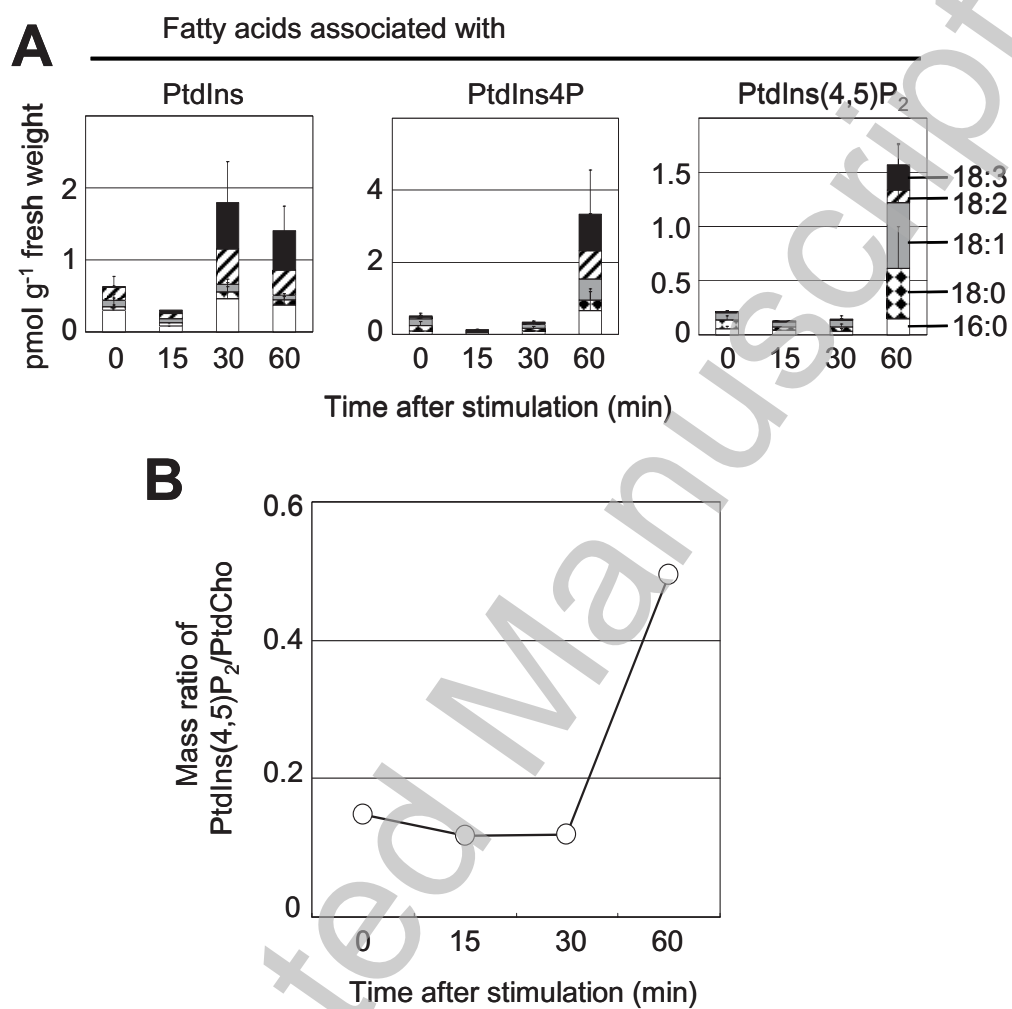 A
Fatty acids associated with
PtdIns
PtdIns4P
PtdIns(4,5)P2
pmol g-1 fresh weight
2
1
0
0 15 30 60
4
2
0
0 15 30 60
1.5
1.0
0.5
0
0 15 30 60
18:3
18:2
18:1
18:0
16:0
Time after stimulation (min)
B
Mass ratio of
PtdIns(4,5)P2/PtdCho
0.6
0.4
0.2
0
0 15 30 60
Time after stimulation (min)
ted Manuscript